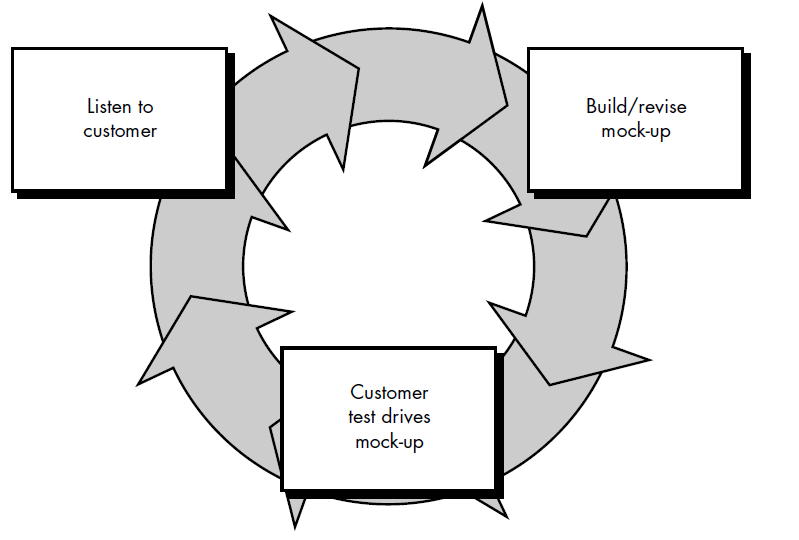 Listen to
customer
Build/revise
mock-up
Customer
test drives
mock-up